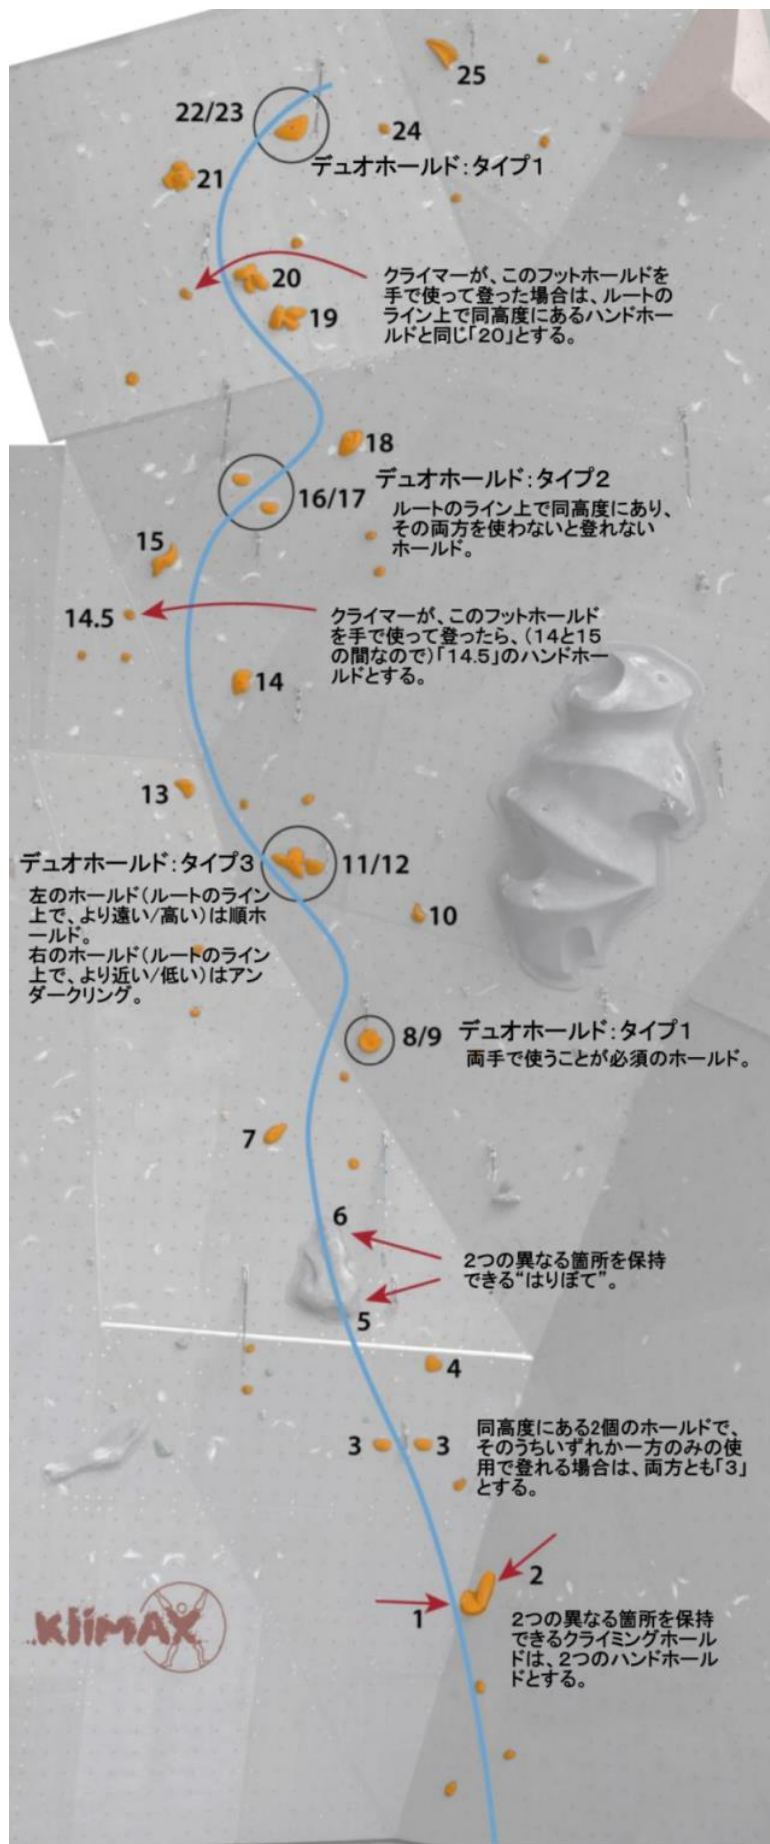 25
22/23
24
デュオホールド：タイプ1
21
20
クライマーが、このフットホールドを
手で使って登った場合は、ルートの
ライン上で同高度にあるハンドホー
ルドと同じ「20」とする。
19
18
デュオホールド：タイプ2
16/17
ルートのライン上で同高度にあり、
その両方を使わないと登れない
ホールド。
15
14.5
クライマーが、このフットホールド
を手で使って登ったら、（14と15
の間なので）「14.5」のハンドホー
ルドとする。
14
13
デュオホールド：タイプ3
11/12
左のホールド（ルートのライン
上で、より遠い/高い）は順ホ
ールド。
右のホールド（ルートのライン
上で、より近い/低い）はアン
ダークリング。
10
8/9
デュオホールド：タイプ1
両手で使うことが必須のホールド。
7
6
2つの異なる箇所を保持
できる“はりぼて”。
5
4
3
3
同高度にある2個のホールドで、
そのうちいずれか一方のみの使
用で登れる場合は、両方とも「3」
とする。
2
1
2つの異なる箇所を保持
できるクライミングホール
ドは、2つのハンドホール
ドとする。
KliMAX